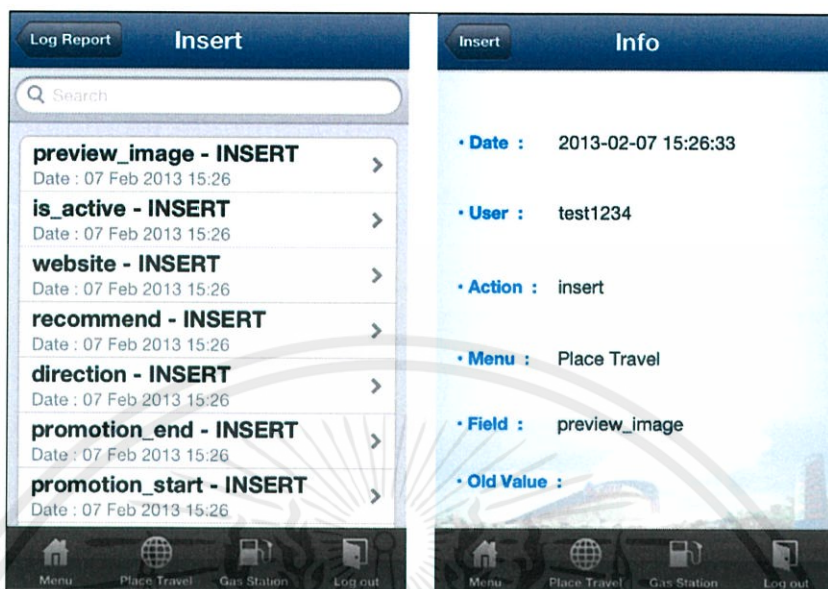 Log Report
Insert
Search
preview_image - INSERT
Date : 07 Feb 2013 15:26
is_active - INSERT
Date : 07 Feb 2013 15:26
website - INSERT
Date : 07 Feb 2013 15:26
recommend - INSERT
Date : 07 Feb 2013 15:26
direction - INSERT
Date : 07 Feb 2013 15:26
promotion_end - INSERT
Date : 07 Feb 2013 15:26
promotion_start - INSERT
Date : 07 Feb 2013 15:26
Menu Place Travel Gas Station Log out
Insert
Info
• Date : 2013-02-07 15:26:33
• User : test1234
• Action : insert
• Menu : Place Travel
• Field : preview_image
• Old Value :
Menu Place Travel Gas Station Log out